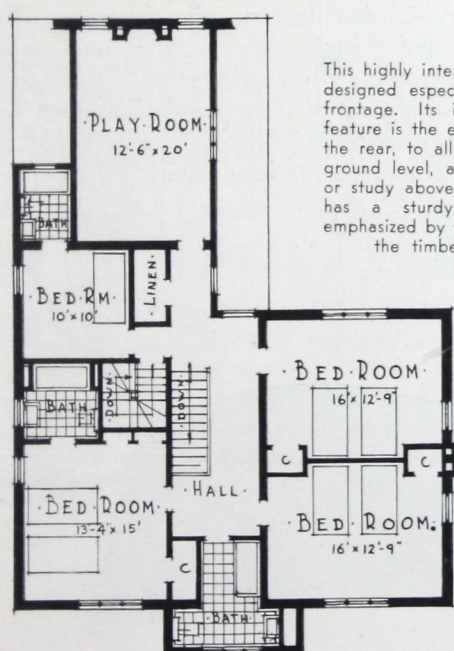 PLAY·ROOM
12'-6"×20'
This highly inter
designed espec
frontage. Its i
feature is the e
the rear, to all
ground level, a
or study above
has a sturdy
emphasized by
the timbe
BATH
BED·RM
10'×10'
LINEN
BATH
DOWN
DOWN
BED·ROOM
16'×12'-9"
C
C
BED·ROOM
13-4"×15'
HALL
BED·ROOM
16'×12'-9"
C
BATH